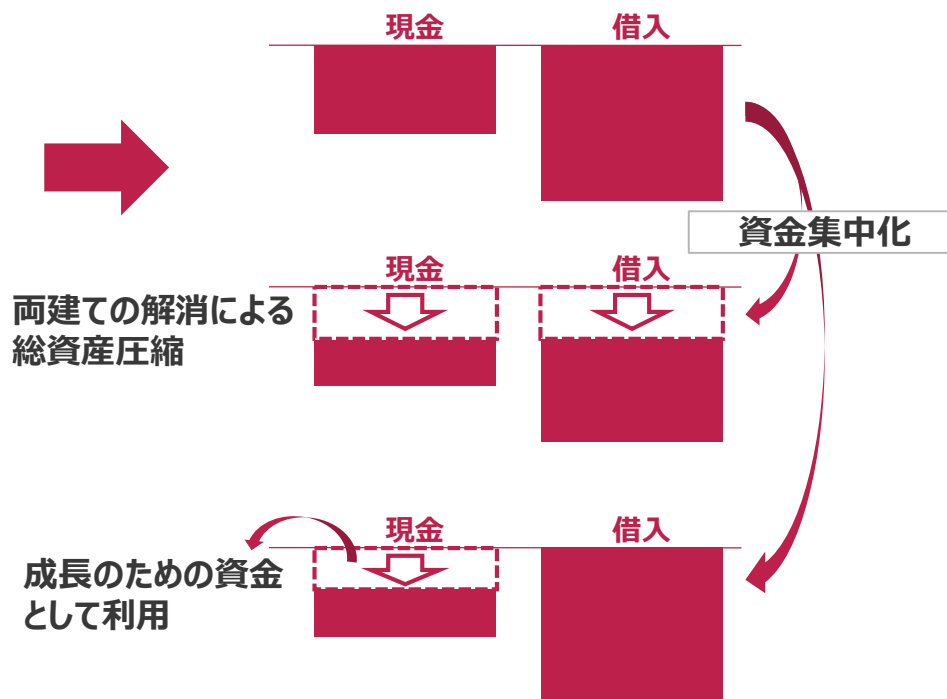 現金
借入
資金集中化
現金
借入
両建ての解消による
総資産圧縮
現金
借入
成長のための資金
として利用